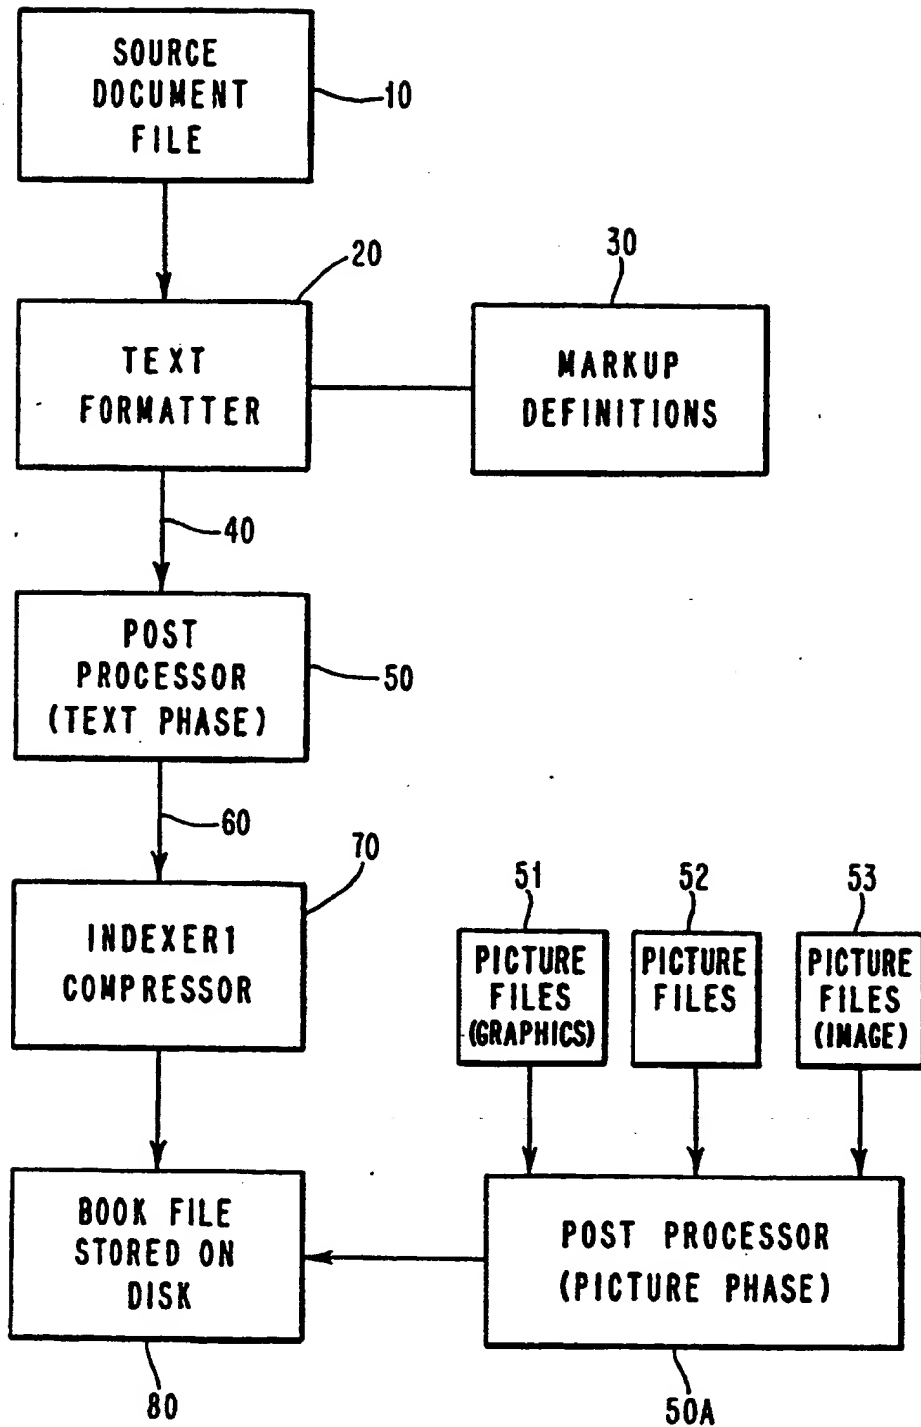 SOURCE
DOCUMENT
FILE
10
20
TEXT
FORMATTER
30
MARKUP
DEFINITIONS
40
POST
PROCESSOR
(TEXT PHASE)
50
60
70
INDEXER1
COMPRESSOR
51
PICTURE
FILES
(GRAPHICS)
52
PICTURE
FILES
53
PICTURE
FILES
(IMAGE)
BOOK FILE
STORED ON
DISK
80
POST PROCESSOR
(PICTURE PHASE)
50A